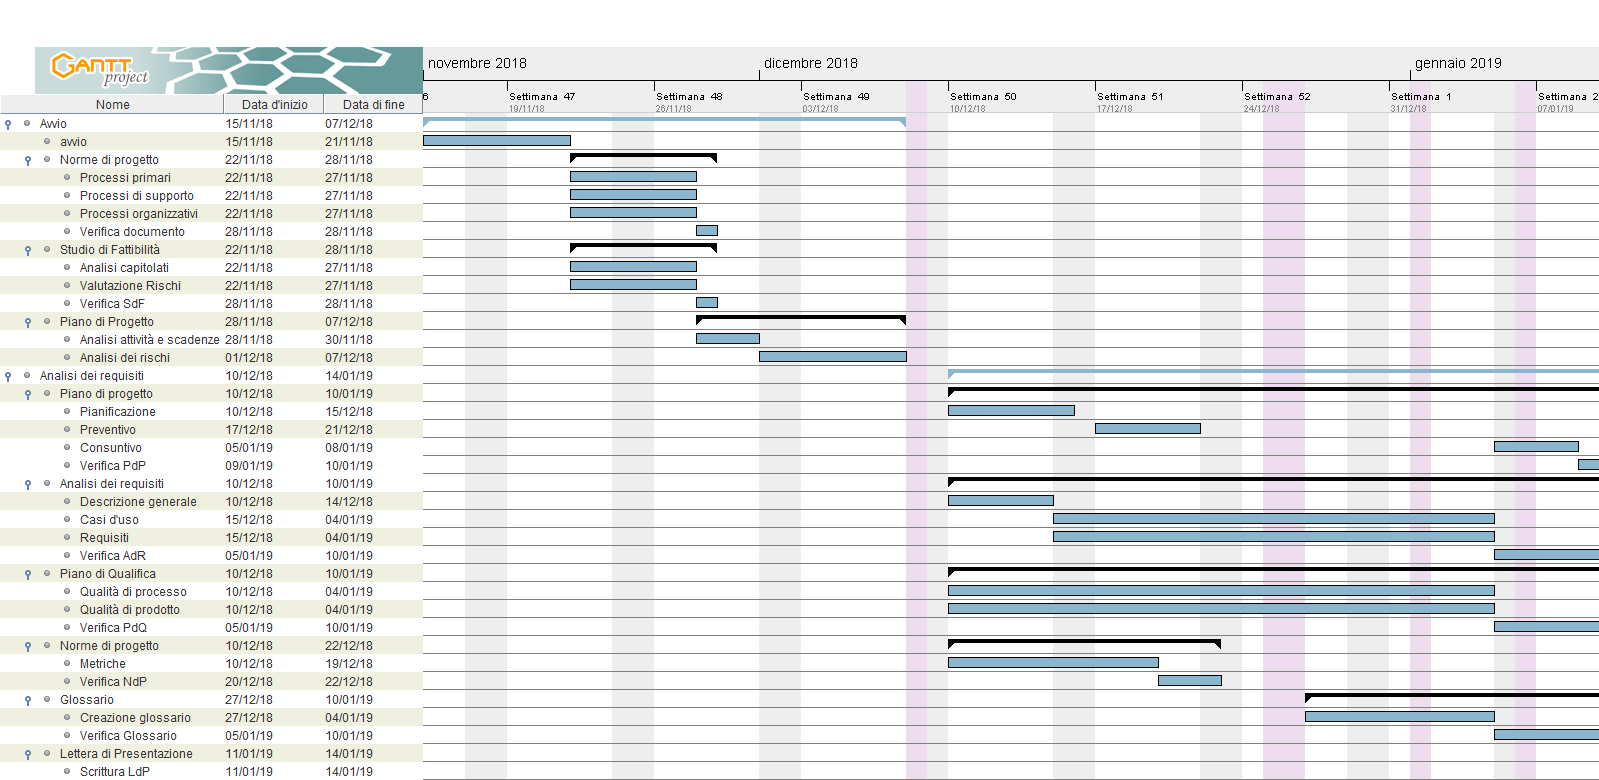 GANTT
project
novembre 2018 dicembre 2018 gennaio 2019
6 Settimana 47 Settimana 48 Settimana 49 Settimana 50 Settimana 51 Settimana 52 Settimana 1 Settimana 2
19/11/18 26/11/18 03/12/18 10/12/18 17/12/18 24/12/18 31/12/18 07/01/19
Nome Data d'inizio Data di fine
Avvio 15/11/18 07/12/18
avvio 15/11/18 21/11/18
Norme di progetto 22/11/18 28/11/18
Processi primari 22/11/18 27/11/18
Processi di supporto 22/11/18 27/11/18
Processi organizzativi 22/11/18 27/11/18
Verifica documento 28/11/18 28/11/18
Studio di Fattibilità 22/11/18 28/11/18
Analisi capitolati 22/11/18 27/11/18
Valutazione Rischi 22/11/18 27/11/18
Verifica SdF 28/11/18 28/11/18
Piano di Progetto 28/11/18 07/12/18
Analisi attività e scadenze 28/11/18 30/11/18
Analisi dei rischi 01/12/18 07/12/18
Analisi dei requisiti 10/12/18 14/01/19
Piano di progetto 10/12/18 10/01/19
Pianificazione 10/12/18 15/12/18
Preventivo 17/12/18 21/12/18
Consuntivo 05/01/19 08/01/19
Verifica PdP 09/01/19 10/01/19
Analisi dei requisiti 10/12/18 10/01/19
Descrizione generale 10/12/18 14/12/18
Casi d'uso 15/12/18 04/01/19
Requisiti 15/12/18 04/01/19
Verifica AdR 05/01/19 10/01/19
Piano di Qualifica 10/12/18 10/01/19
Qualità di processo 10/12/18 04/01/19
Qualità di prodotto 10/12/18 04/01/19
Verifica PdQ 05/01/19 10/01/19
Norme di progetto 10/12/18 22/12/18
Metriche 10/12/18 19/12/18
Verifica NdP 20/12/18 22/12/18
Glossario 27/12/18 10/01/19
Creazione glossario 27/12/18 04/01/19
Verifica Glossario 05/01/19 10/01/19
Lettera di Presentazione 11/01/19 14/01/19
Scrittura LdP 11/01/19 14/01/19